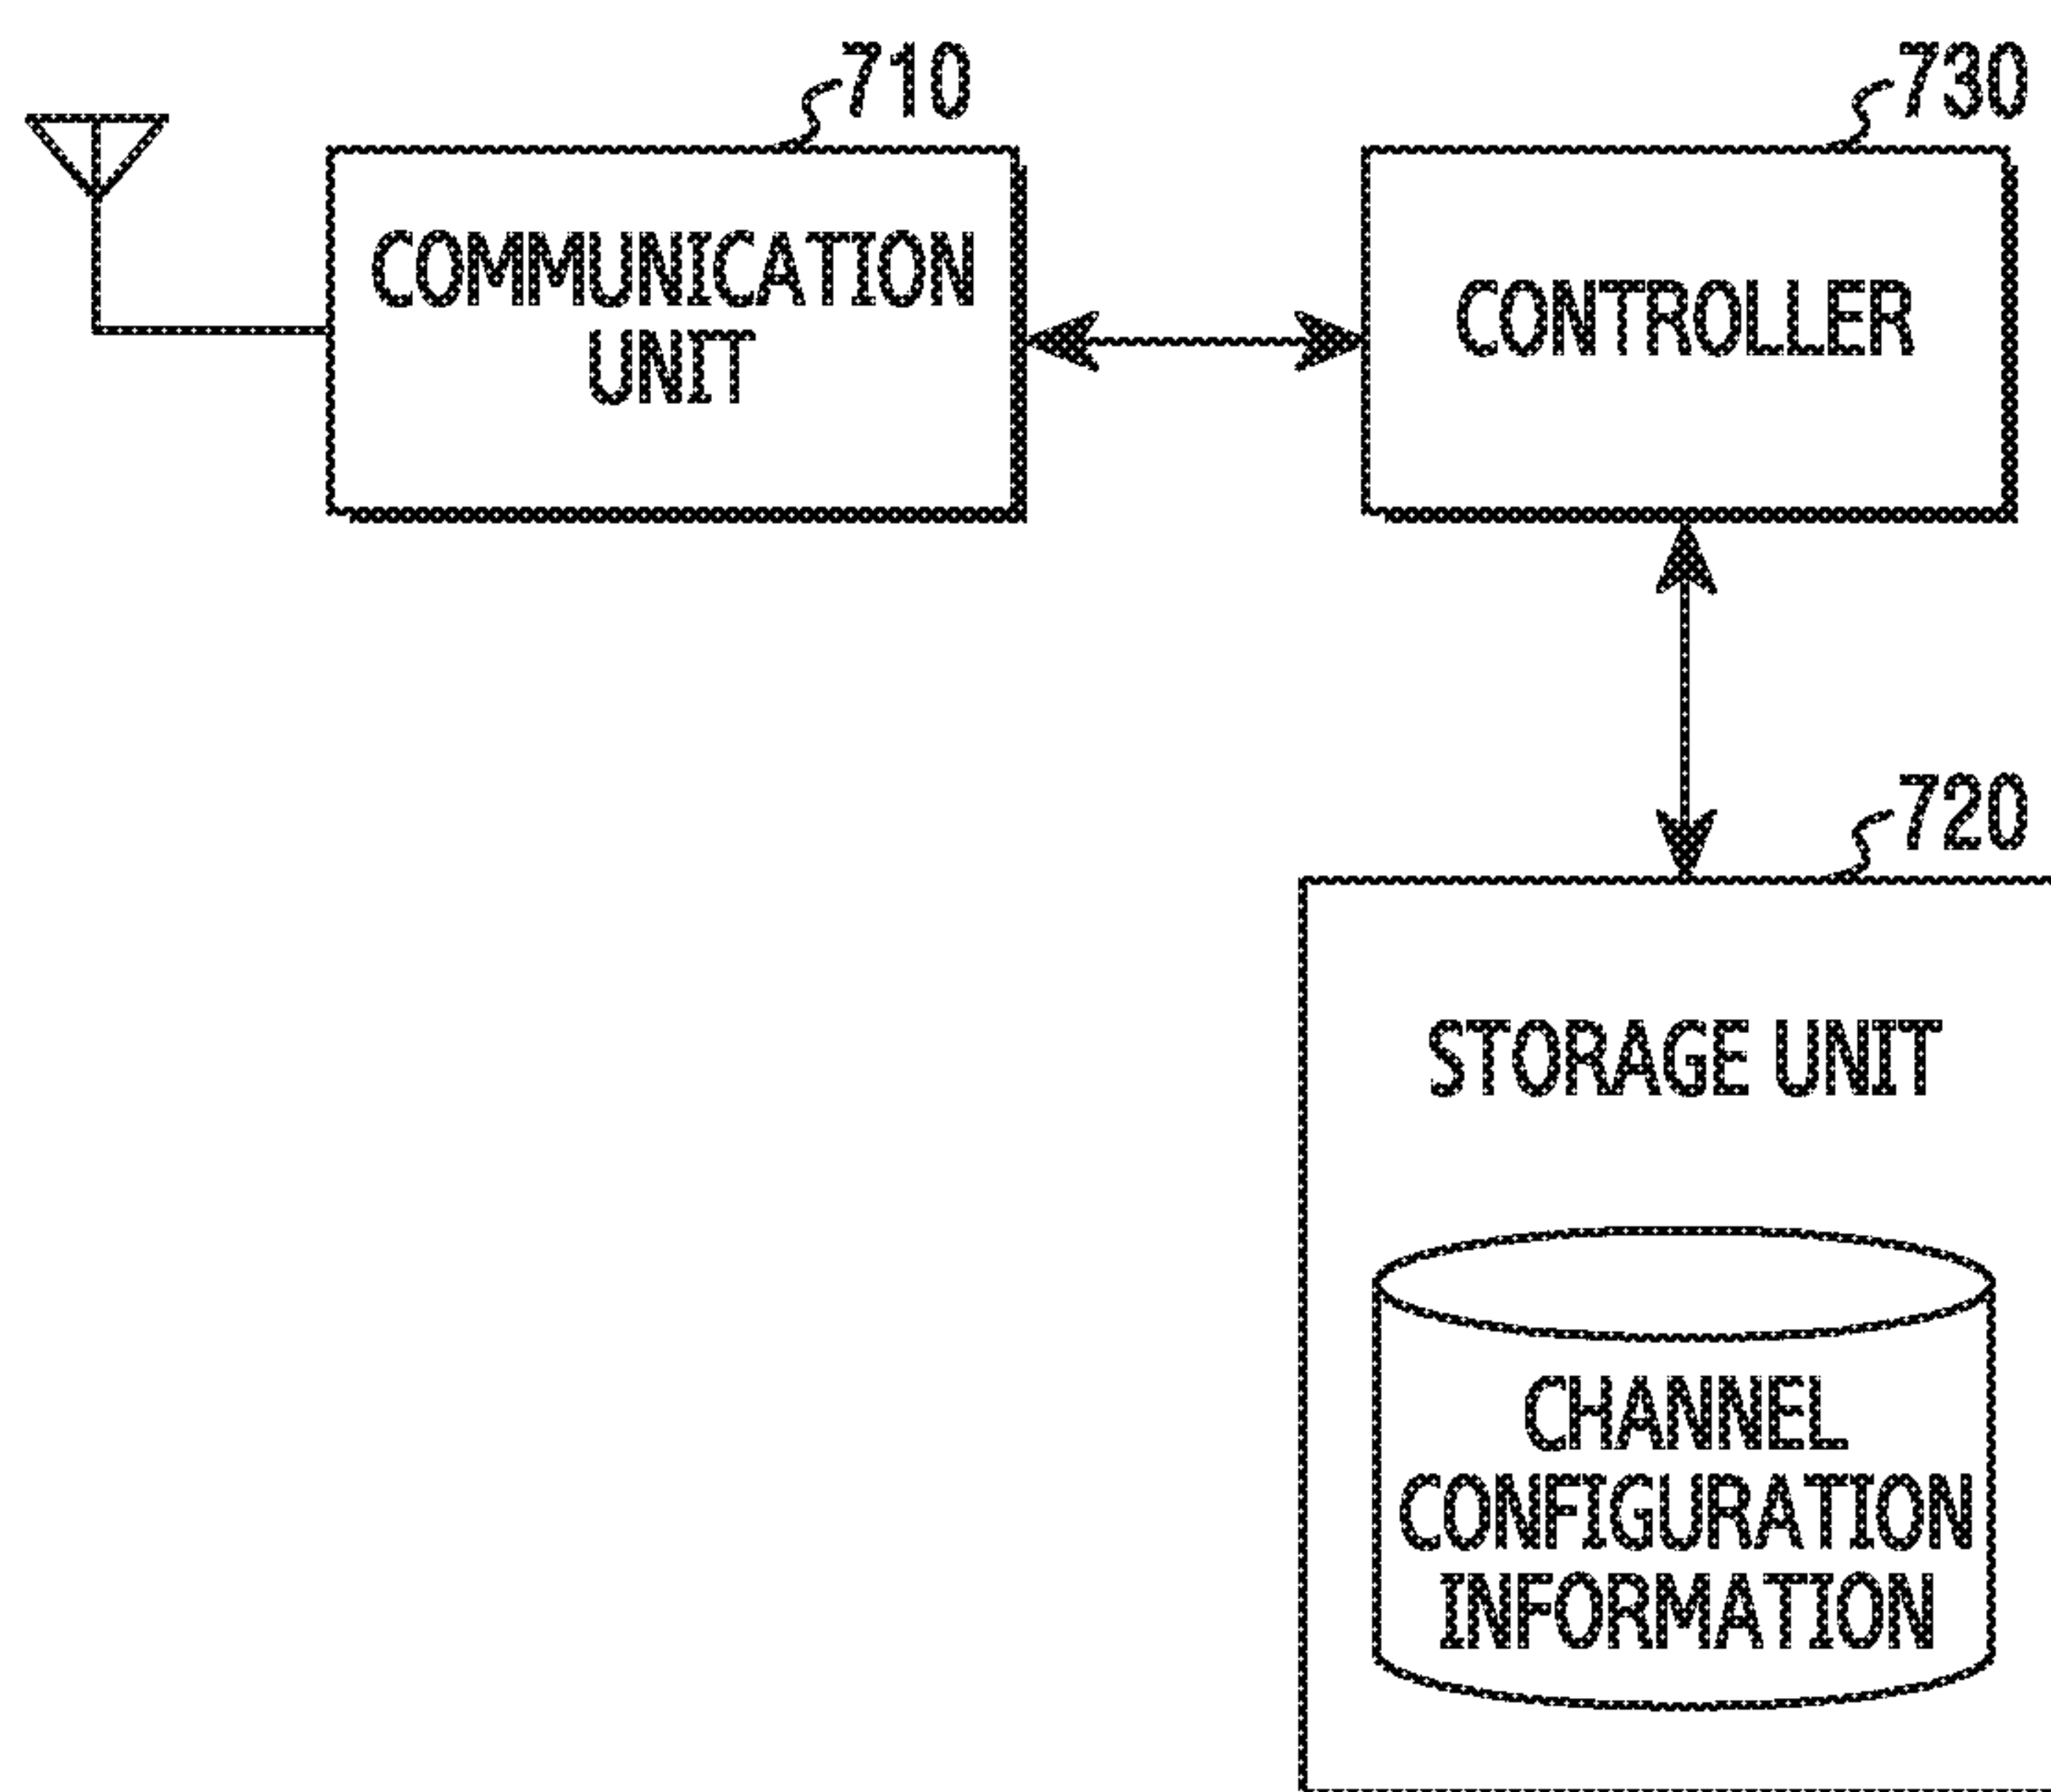 710
COMMUNICATION
UNIT
730
CONTROLLER
720
STORAGE UNIT
CHANNEL
CONFIGURATION
INFORMATION